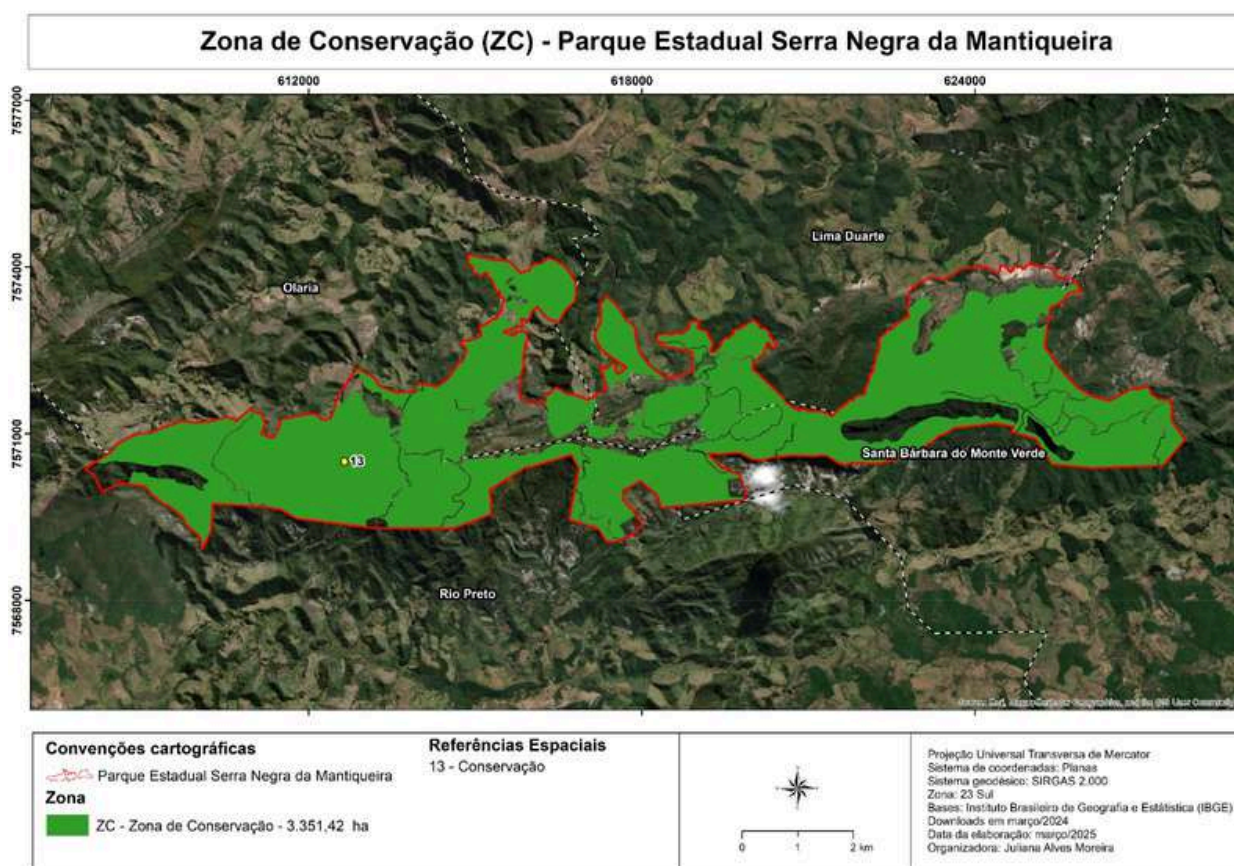 Zona de Conservação (ZC) - Parque Estadual Serra Negra da Mantiqueira
612000
618000
624000
7577000
7574000
7571000
7568000
Lima Duarte
Olaria
13
Santa Bárbara do Monte Verde
Rio Preto
Convenções cartográficas
Parque Estadual Serra Negra da Mantiqueira
Zona
ZC - Zona de Conservação - 3.351,42 ha
Referências Espaciais
13 - Conservação
0 1 2 km
Projeção Universal Transversa de Mercator
Sistema de coordenadas: Planas
Sistema geodésico: SIRGAS 2.000
Zona: 23 Sul
Bases: Instituto Brasileiro de Geografia e Estátistica (IBGE)
Downloads em março/2024
Data da elaboração: março/2025
Organizadora: Juliana Alves Moreira